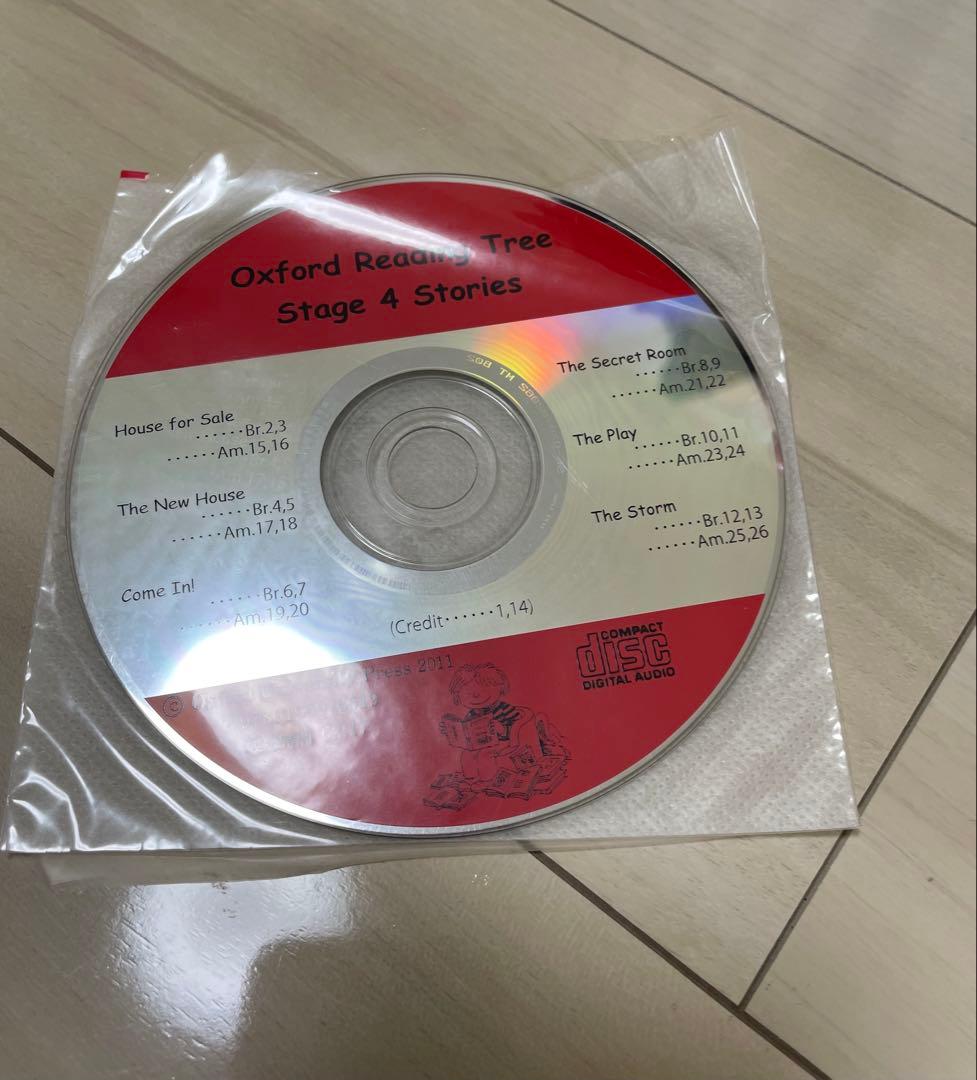 Oxford Reading Tree
Stage 4 Stories
House for Sale
······Br.2,3
······Am.15,16
The New House
······Br.4,5
······Am.17,18
Come In!
······Br.6,7
······Am.19,20
The Secret Room
······Br.8,9
······Am.21,22
The Play
······Br.10,11
······Am.23,24
The Storm
······Br.12,13
······Am.25,26
(Credit······1,14)
COMPACT
disc
DIGITAL AUDIO
©
Press 2011